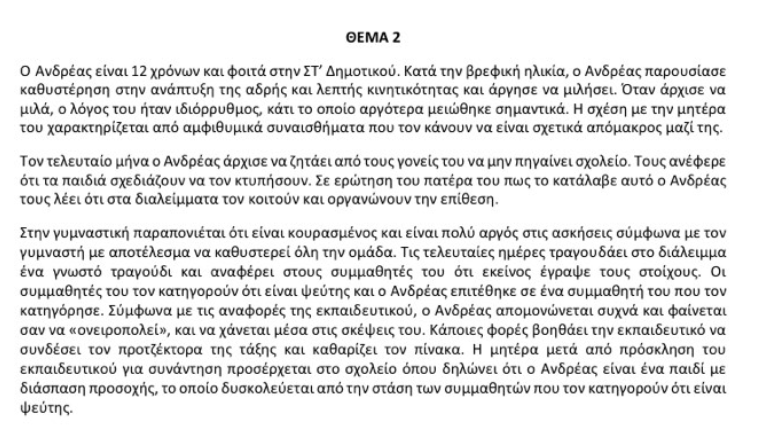 ΘΕΜΑ 2
Ο Ανδρέας είναι 12 χρόνων και φοιτά στην ΣΤ’ Δημοτικού. Κατά την βρεφική ηλικία, ο Ανδρέας παρουσίασε
καθυστέρηση στην ανάπτυξη της αδρής και λεπτής κινητικότητας και άργησε να μιλήσει. Όταν άρχισε να
μιλά, ο λόγος του ήταν ιδιόρρυθμος, κάτι το οποίο αργότερα μειώθηκε σημαντικά. Η σχέση με την μητέρα
του χαρακτηρίζεται από αμφιθυμικά συναισθήματα που τον κάνουν να είναι σχετικά απόμακρος μαζί της.
Τον τελευταίο μήνα ο Ανδρέας άρχισε να ζητάει από τους γονείς του να μην πηγαίνει σχολείο. Τους ανέφερε
ότι τα παιδιά σχεδιάζουν να τον κτυπήσουν. Σε ερώτηση του πατέρα του πως το κατάλαβε αυτό ο Ανδρέας
τους λέει ότι στα διαλείμματα τον κοιτούν και οργανώνουν την επίθεση.
Στην γυμναστική παραπονιέται ότι είναι κουρασμένος και είναι πολύ αργός στις ασκήσεις σύμφωνα με τον
γυμναστή με αποτέλεσμα να καθυστερεί όλη την ομάδα. Τις τελευταίες ημέρες τραγουδάει στο διάλειμμα
ένα γνωστό τραγούδι και αναφέρει στους συμμαθητές του ότι εκείνος έγραψε τους στοίχους. Οι
συμμαθητές του τον κατηγορούν ότι είναι ψεύτης και ο Ανδρέας επιτέθηκε σε ένα συμμαθητή του που τον
κατηγόρησε. Σύμφωνα με τις αναφορές της εκπαιδευτικού, ο Ανδρέας απομονώνεται συχνά και φαίνεται
σαν να «ονειροπολεί», και να χάνεται μέσα στις σκέψεις του. Κάποιες φορές βοηθάει την εκπαιδευτικό να
συνδέσει τον προτζέκτορα της τάξης και καθαρίζει τον πίνακα. Η μητέρα μετά από πρόσκληση του
εκπαιδευτικού για συνάντηση προσέρχεται στο σχολείο όπου δηλώνει ότι ο Ανδρέας είναι ένα παιδί με
διάσπαση προσοχής, το οποίο δυσκολεύεται από την στάση των συμμαθητών που τον κατηγορούν ότι είναι
ψεύτης.